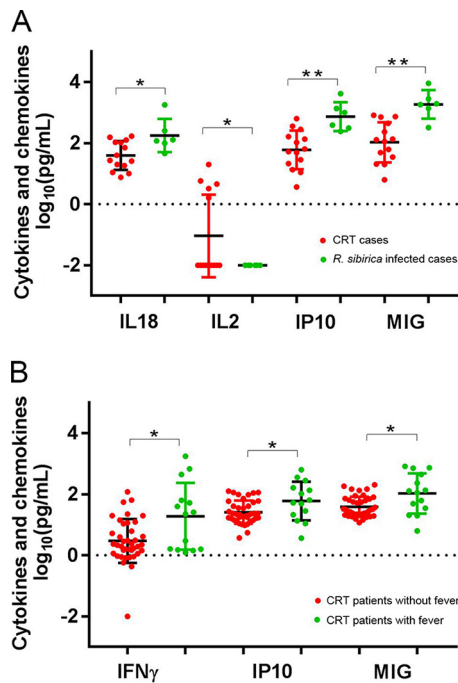 A
Cytokines and chemokines
log10(pg/mL)
4
2
0
-2
*
*
**
**
CRT cases
R. sibirica infected cases
IL18 IL2 IP10 MIG
B
Cytokines and chemokines
log10(pg/mL)
4
2
0
-2
*
*
*
CRT patients without fever
CRT patients with fever
IFNγ IP10 MIG